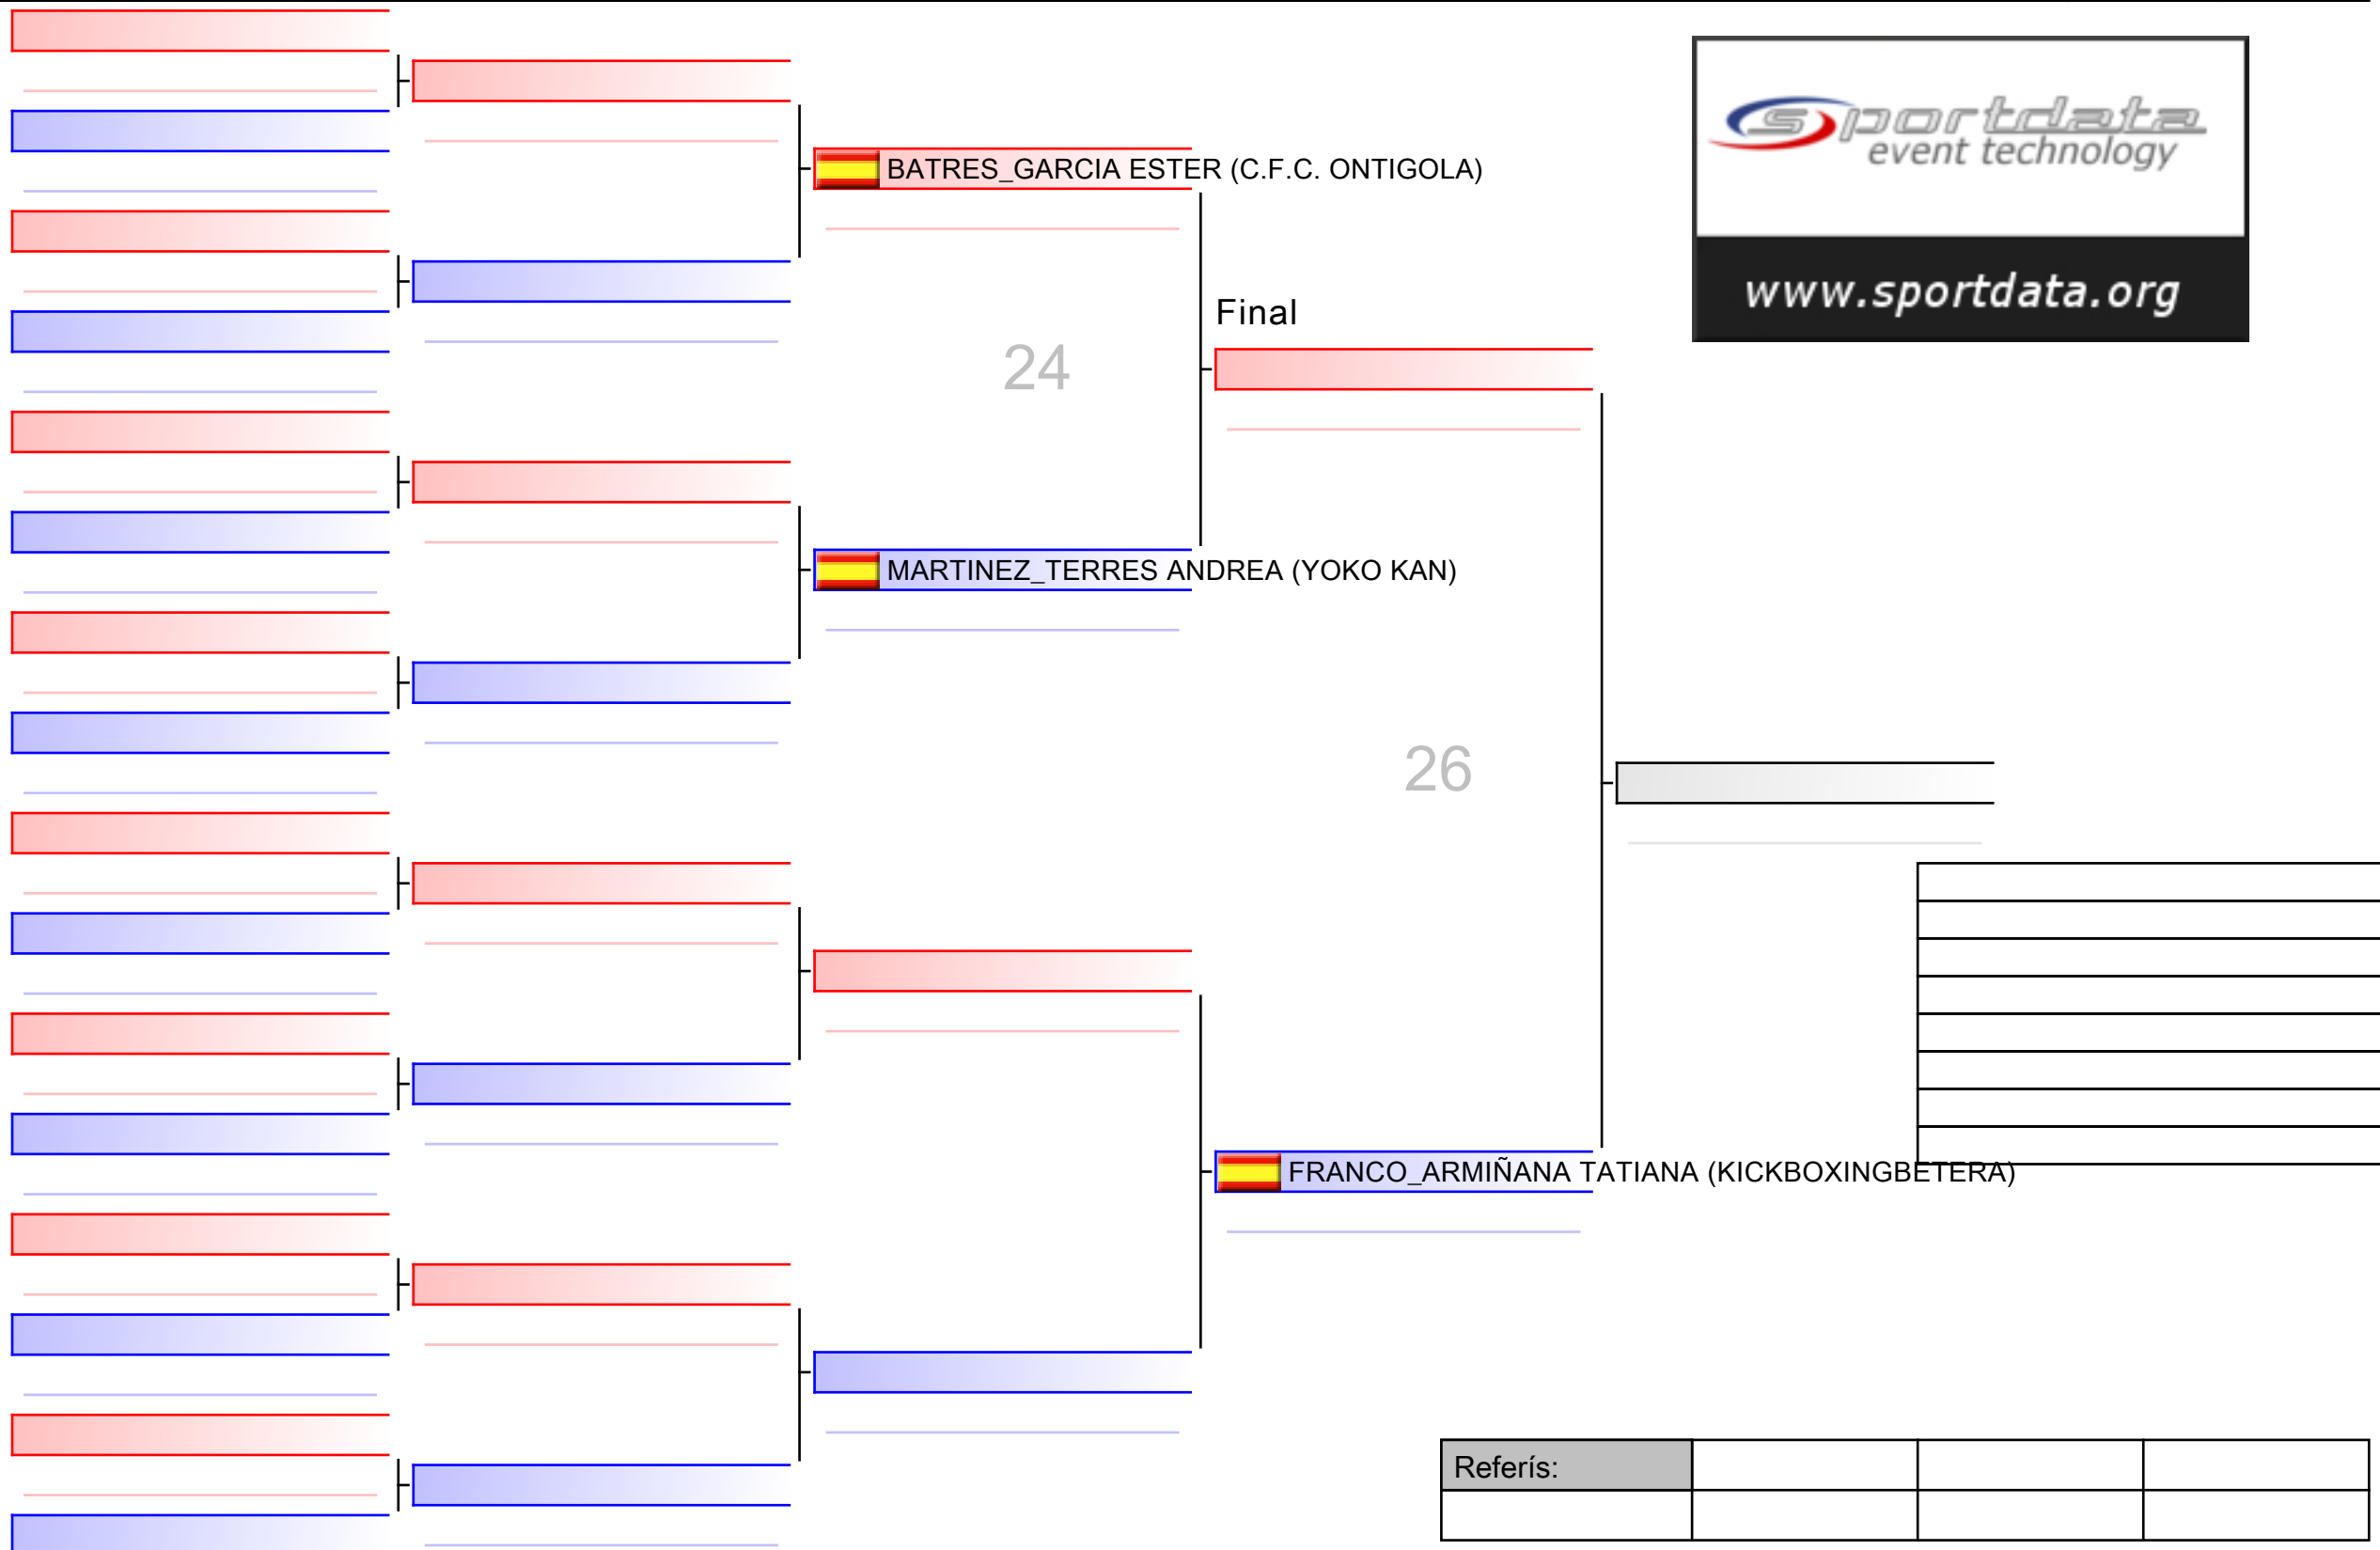 sportdata
event technology
www.sportdata.org
BATRES_GARCIA ESTER (C.F.C. ONTIGOLA)
Final
24
MARTINEZ_TERRES ANDREA (YOKO KAN)
26
FRANCO_ARMIÑANA TATIANA (KICKBOXINGBETERA)
Referís: